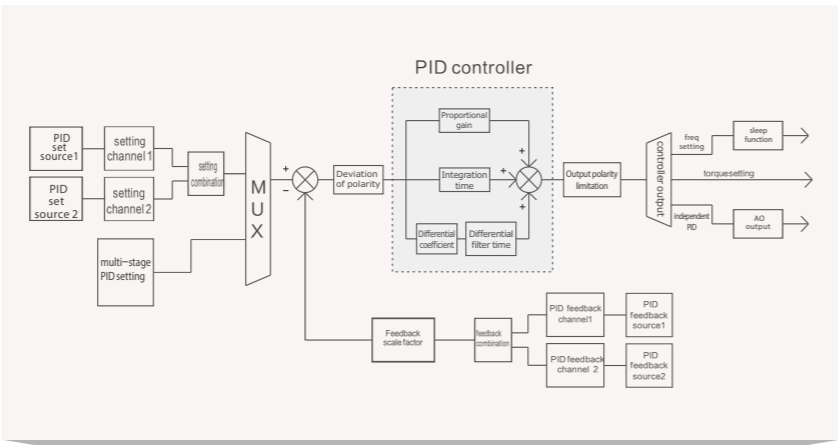 PID controller
PID
set
source1
setting
channel1
PID
set
source 2
setting
channel 2
setting
combination
multi-stage
PID setting
M
U
X
+
−
Deviation
of polarity
Proportional
gain
Integration
time
Differential
coefficient
Differential
filter time
+
+
+
Output polarity
limitation
controller output
freq
setting
sleep
function
torquesetting
independent
PID
AO
output
Feedback
scale factor
feedback
combination
PID feedback
channel1
PID
feedback
source1
PID feedback
channel 2
PID
feedback
source2